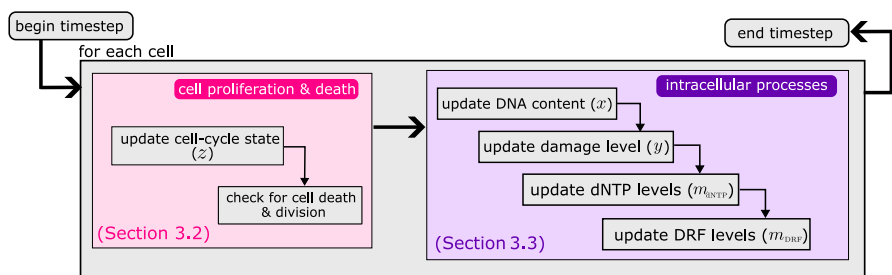 begin timestep
end timestep
for each cell
cell proliferation & death
update cell-cycle state
(z)
check for cell death
& division
(Section 3.2)
intracellular processes
update DNA content (x)
update damage level (y)
update dNTP levels (m_dNTP)
update DRF levels (m_DRF)
(Section 3.3)